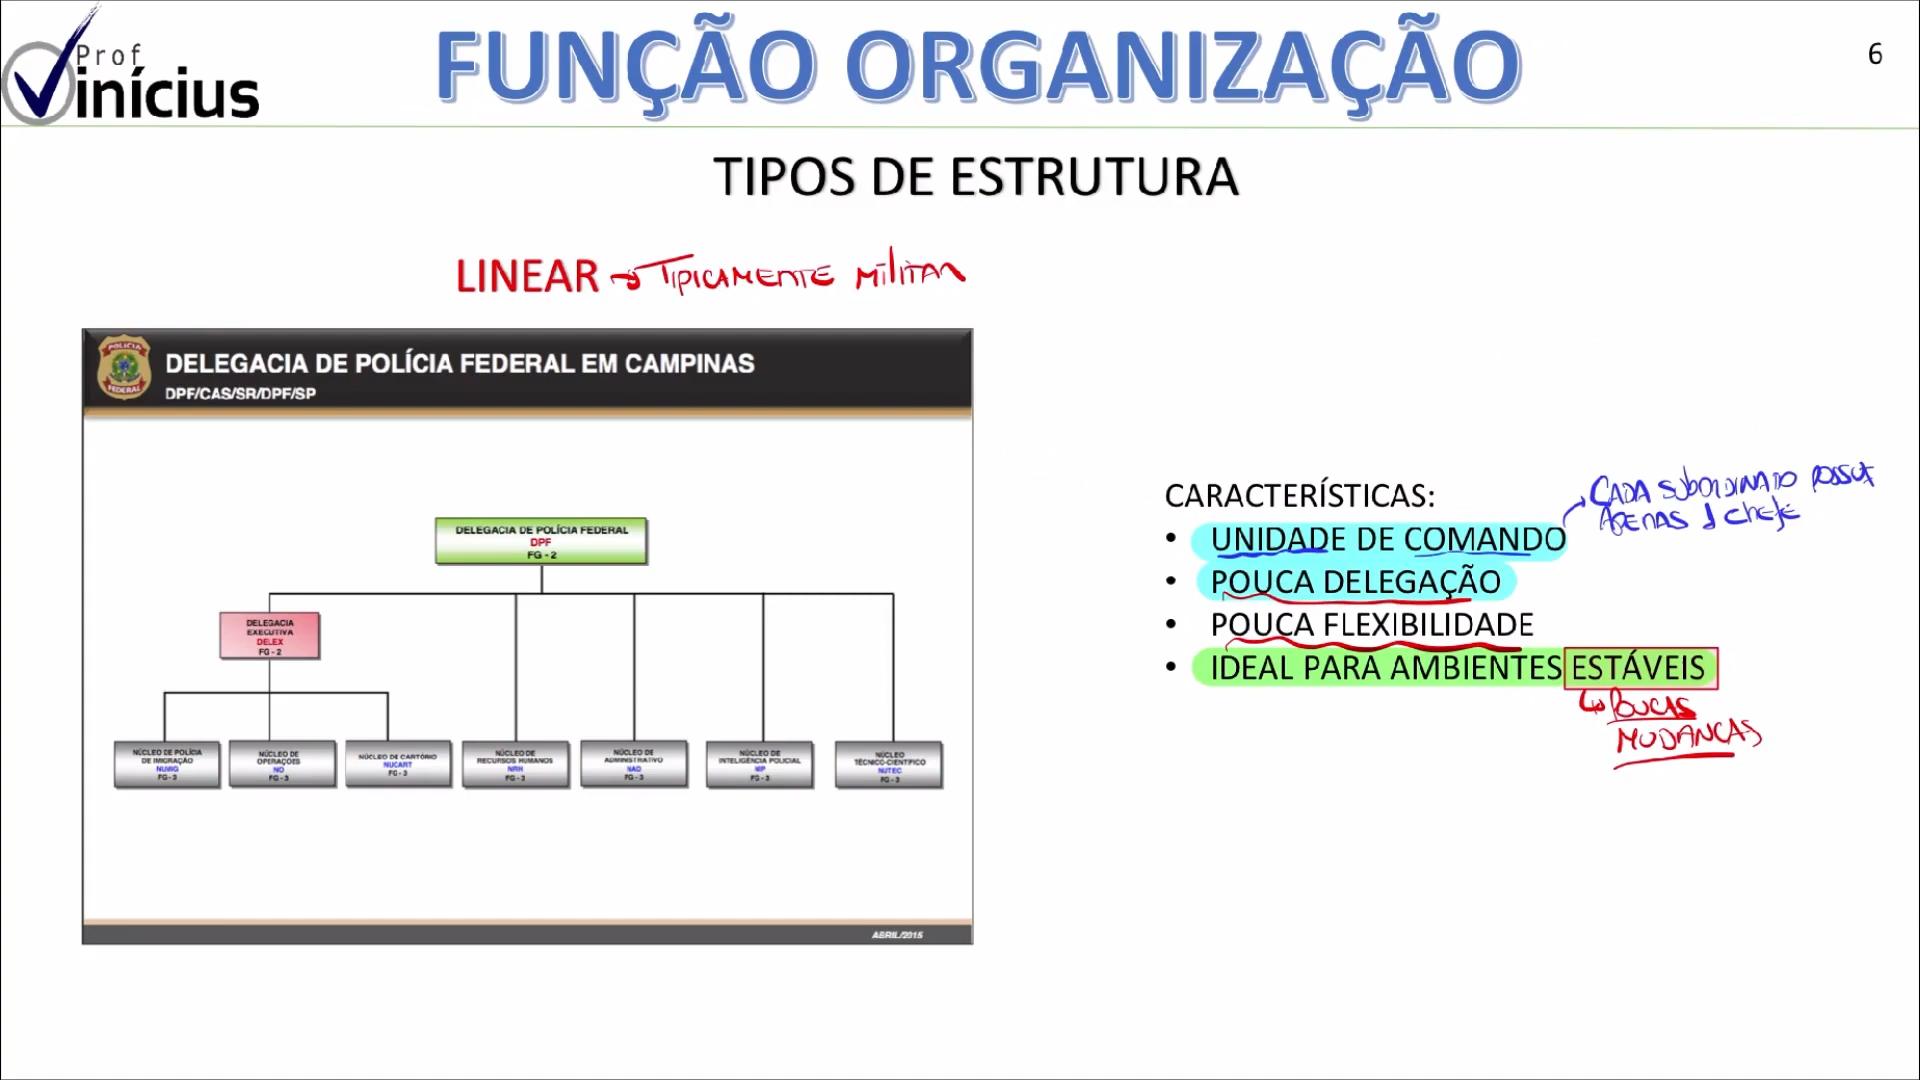 Prof
Vinícius
FUNÇÃO ORGANIZAÇÃO
6
TIPOS DE ESTRUTURA
LINEAR → TIPICAMENTE MILITAR
DELEGACIA DE POLÍCIA FEDERAL EM CAMPINAS
DPF/CAS/SR/DPF/SP
DELEGACIA DE POLÍCIA FEDERAL
DPF
FG - 2
DELEGACIA
EXECUTIVA
DELEX
FG - 2
NÚCLEO DE POLÍCIA
DE IMIGRAÇÃO
NUMIG
FG - 3
NÚCLEO DE
OPERAÇÕES
NO
FG - 3
NÚCLEO DE CARTÓRIO
NUCART
FG - 3
NÚCLEO DE
RECURSOS HUMANOS
NRH
FG - 3
NÚCLEO DE
ADMINISTRATIVO
NAD
FG - 3
NÚCLEO DE
INTELIGÊNCIA POLICIAL
NIP
FG - 3
NÚCLEO
TÉCNICO-CIENTÍFICO
NUTEC
FG - 3
ABRIL/2015
CARACTERÍSTICAS:
• UNIDADE DE COMANDO
CADA SUBORDINADO POSSUI
APENAS 1 CHEFE
• POUCA DELEGAÇÃO
• POUCA FLEXIBILIDADE
• IDEAL PARA AMBIENTES ESTÁVEIS
↳ POUCAS
MUDANÇAS